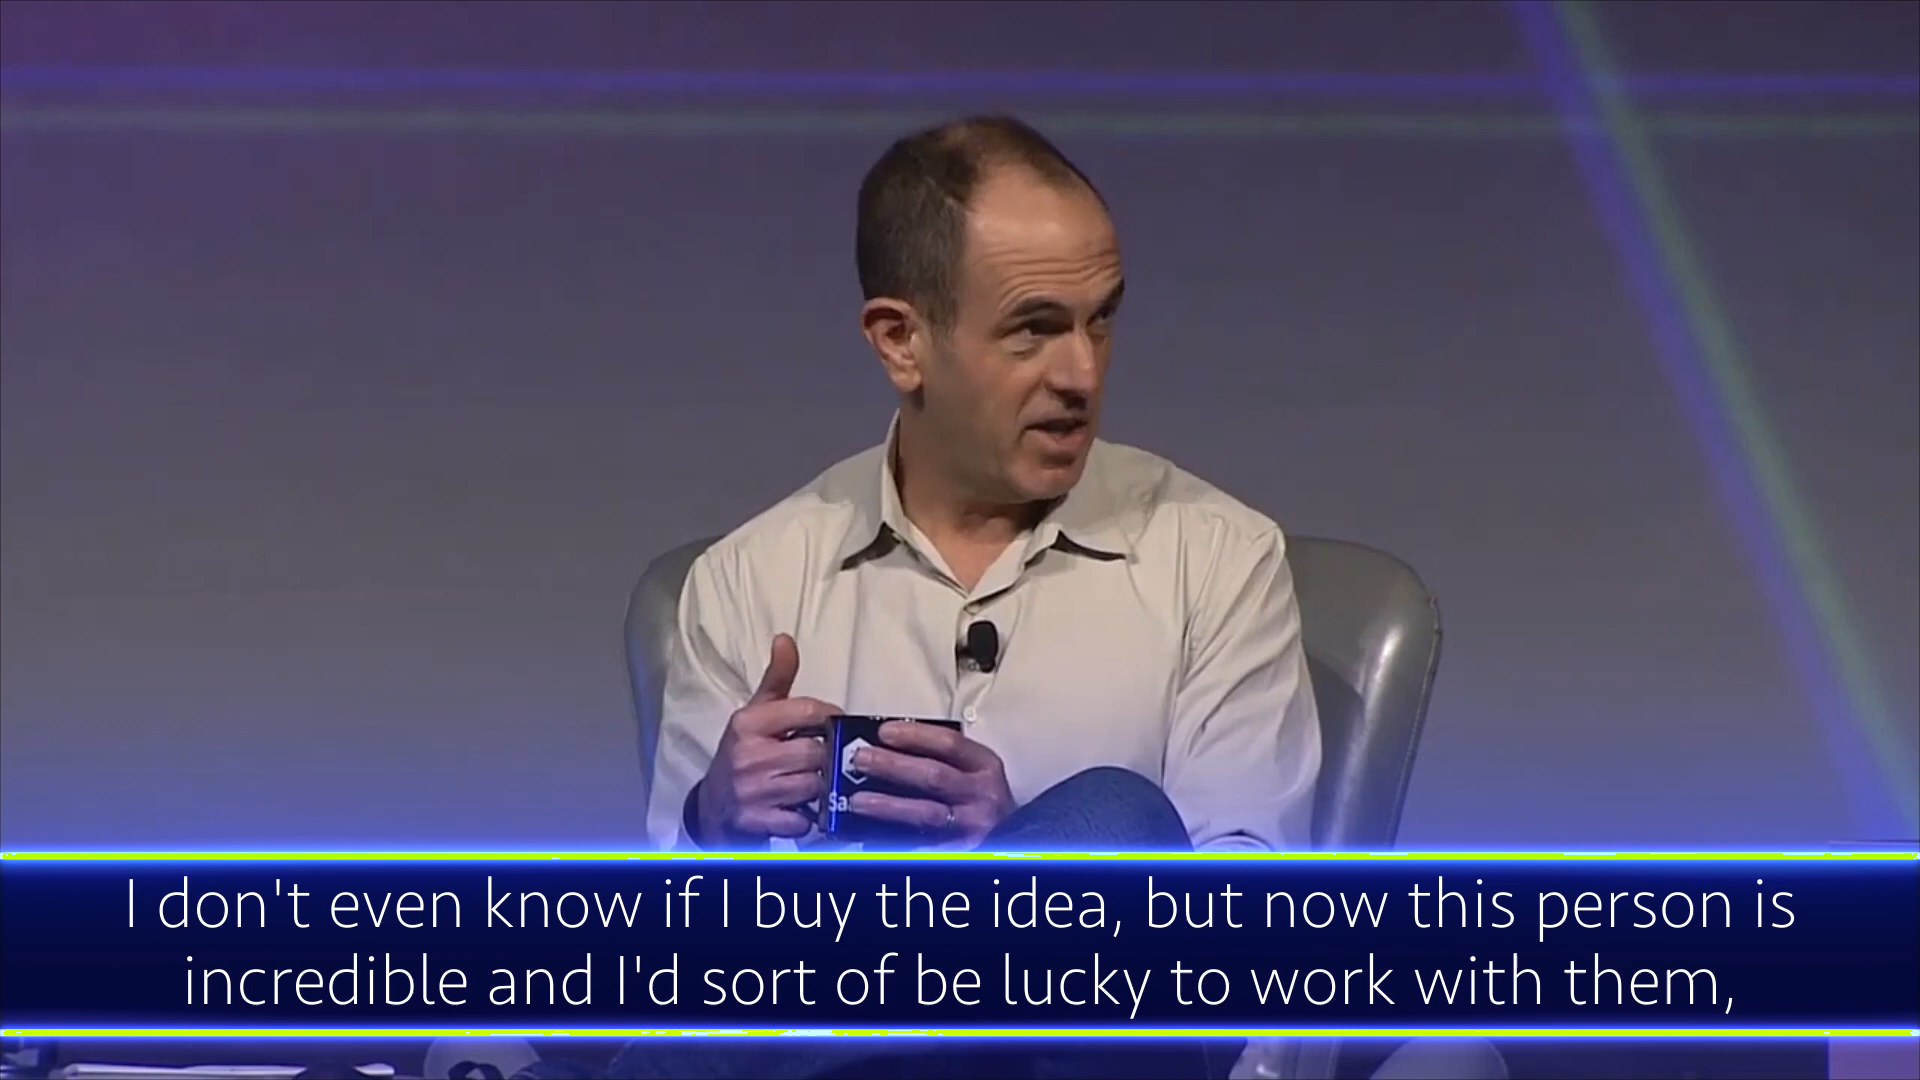 Sa
I don't even know if I buy the idea, but now this person is
incredible and I'd sort of be lucky to work with them,